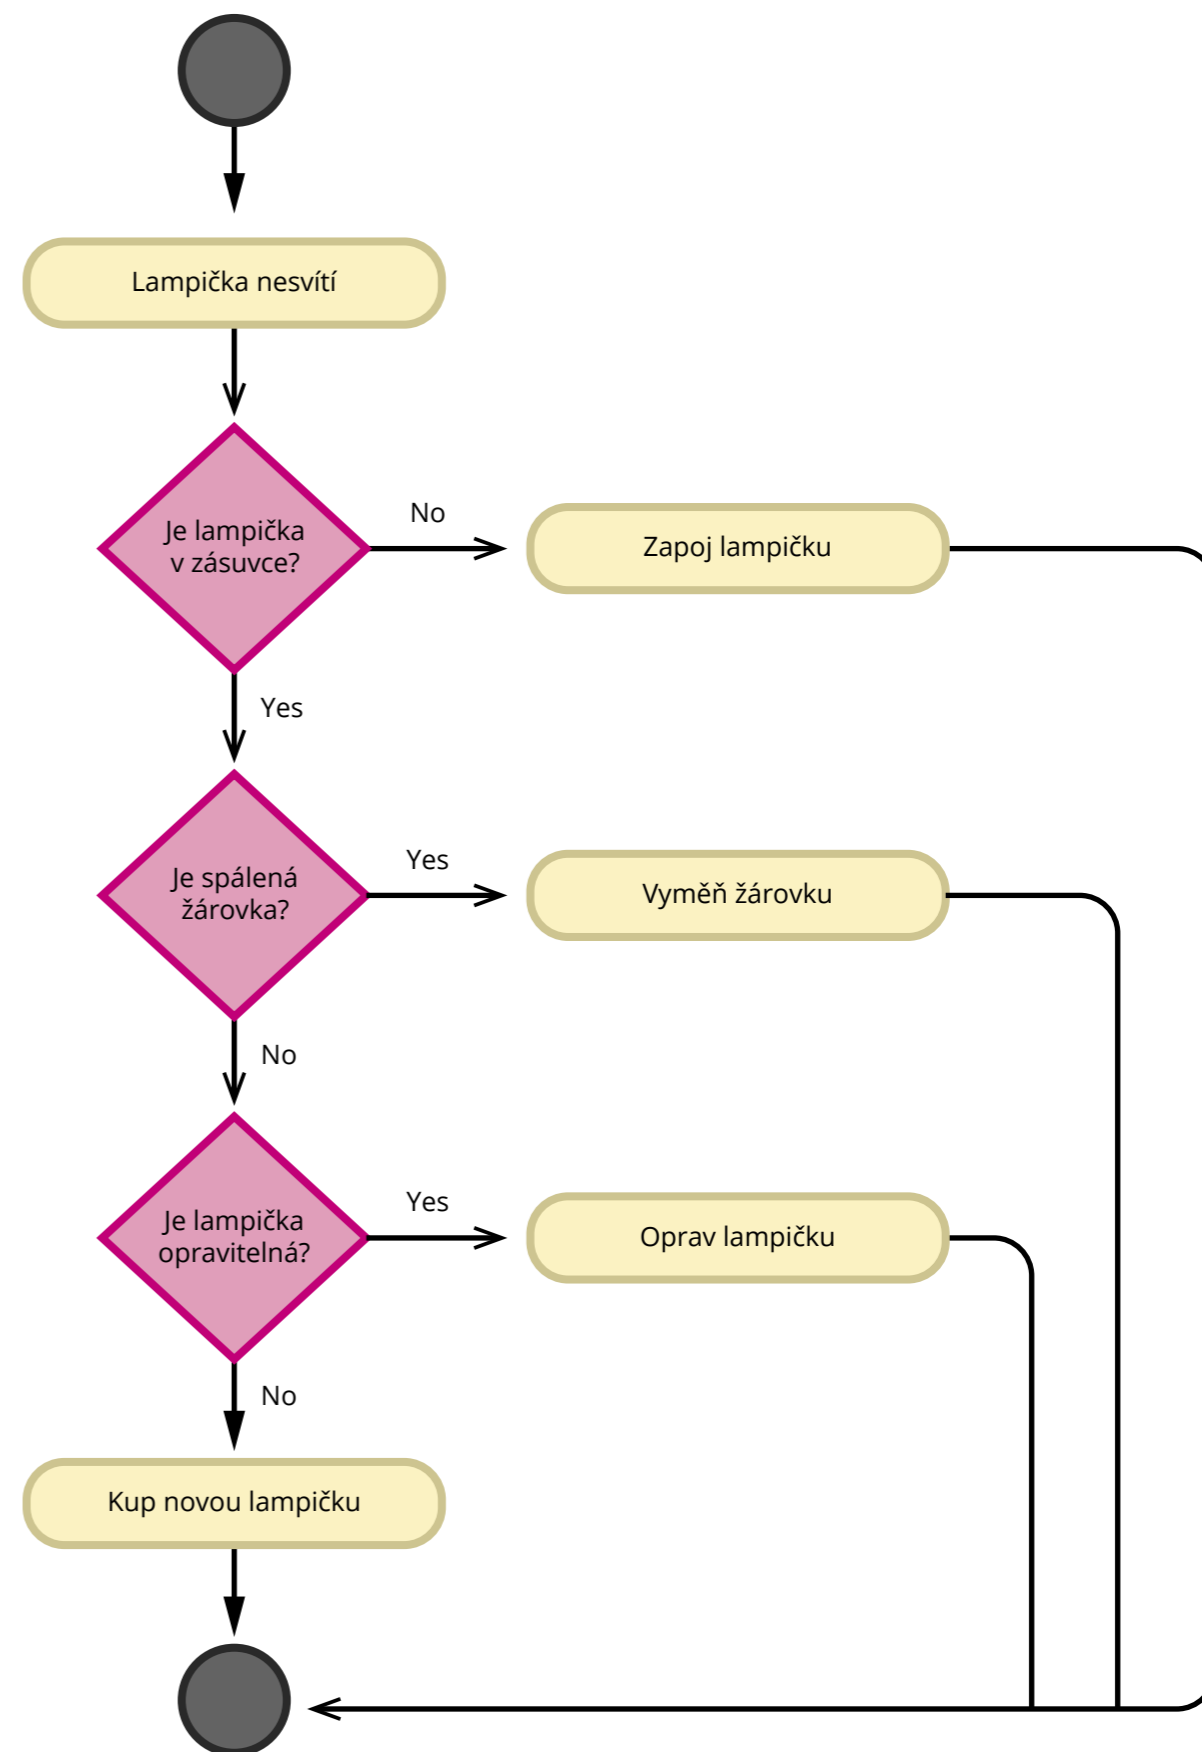 Lampička nesvítí
Je lampička
v zásuvce?
No
Zapoj lampičku
Yes
Je spálená
žárovka?
Yes
Vyměň žárovku
No
Je lampička
opravitelná?
Yes
Oprav lampičku
No
Kup novou lampičku